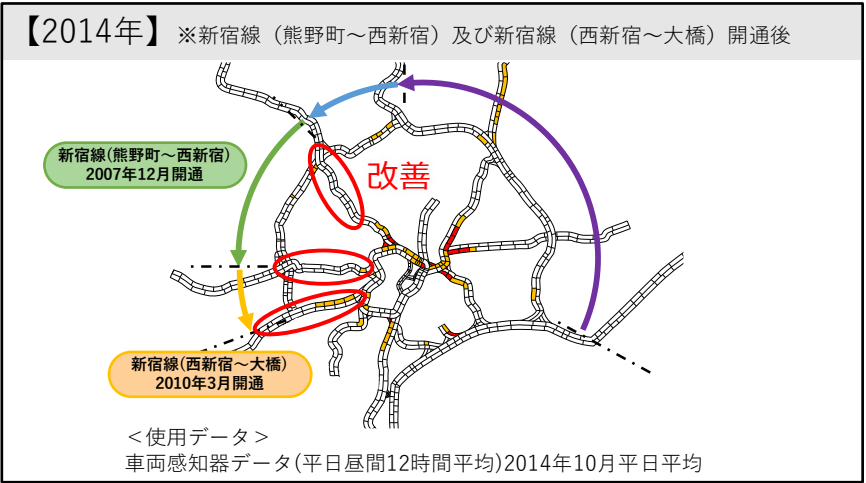 【2014年】 ※新宿線（熊野町～西新宿）及び新宿線（西新宿～大橋）開通後
新宿線(熊野町～西新宿)
2007年12月開通
改善
新宿線(西新宿～大橋)
2010年3月開通
＜使用データ＞
車両感知器データ(平日昼間12時間平均)2014年10月平日平均